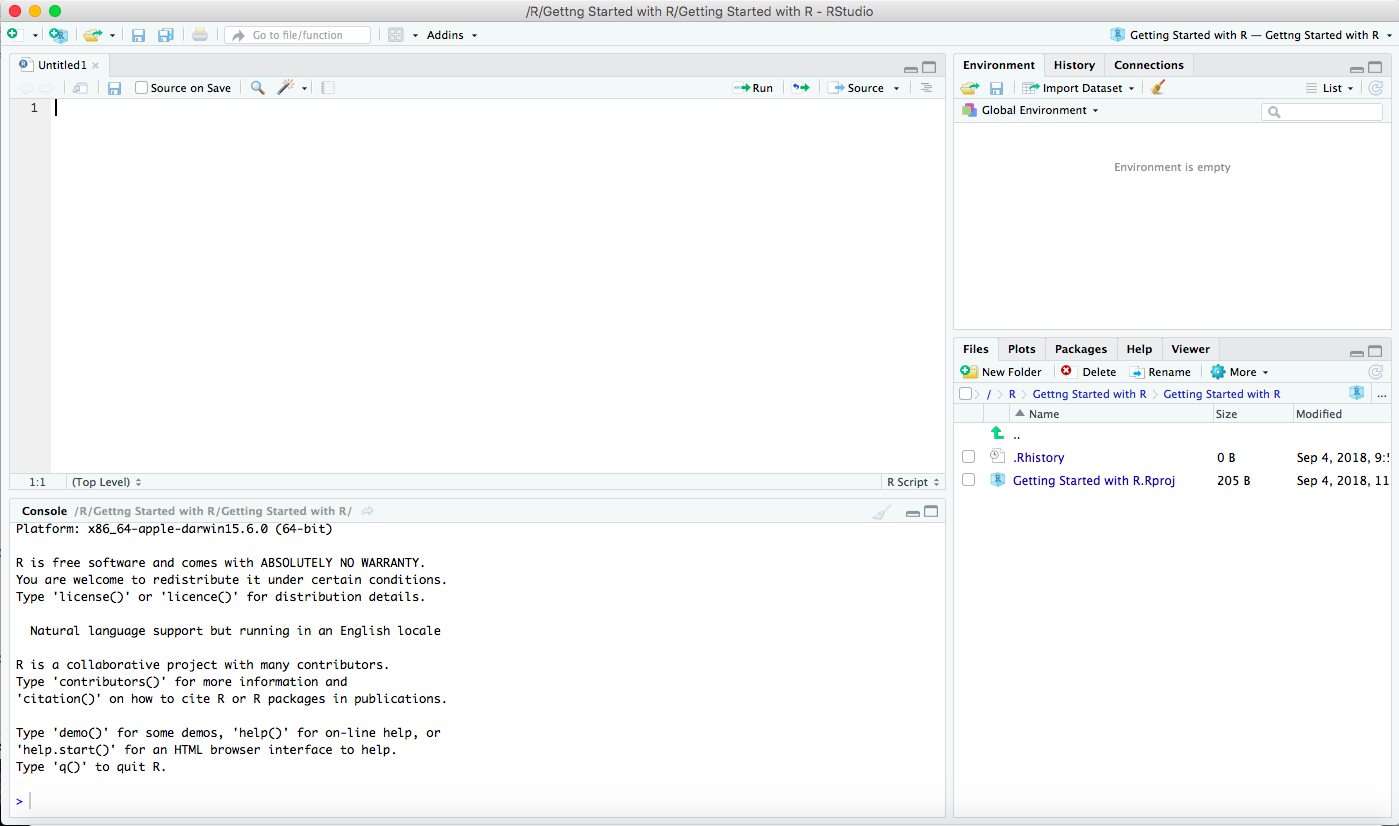 /R/Gettng Started with R/Getting Started with R - RStudio
Go to file/function Addins Getting Started with R — Gettng Started with R
Untitled1
Source on Save Run Source
1
1:1 (Top Level) R Script
Console /R/Gettng Started with R/Getting Started with R/
Platform: x86_64-apple-darwin15.6.0 (64-bit)
R is free software and comes with ABSOLUTELY NO WARRANTY.
You are welcome to redistribute it under certain conditions.
Type 'license()' or 'licence()' for distribution details.
Natural language support but running in an English locale
R is a collaborative project with many contributors.
Type 'contributors()' for more information and
'citation()' on how to cite R or R packages in publications.
Type 'demo()' for some demos, 'help()' for on-line help, or
'help.start()' for an HTML browser interface to help.
Type 'q()' to quit R.
>
Environment History Connections
Import Dataset List
Global Environment
Environment is empty
Files Plots Packages Help Viewer
New Folder Delete Rename More
/ R Gettng Started with R Getting Started with R ...
Name Size Modified
..
.Rhistory 0 B Sep 4, 2018, 9:
Getting Started with R.Rproj 205 B Sep 4, 2018, 11